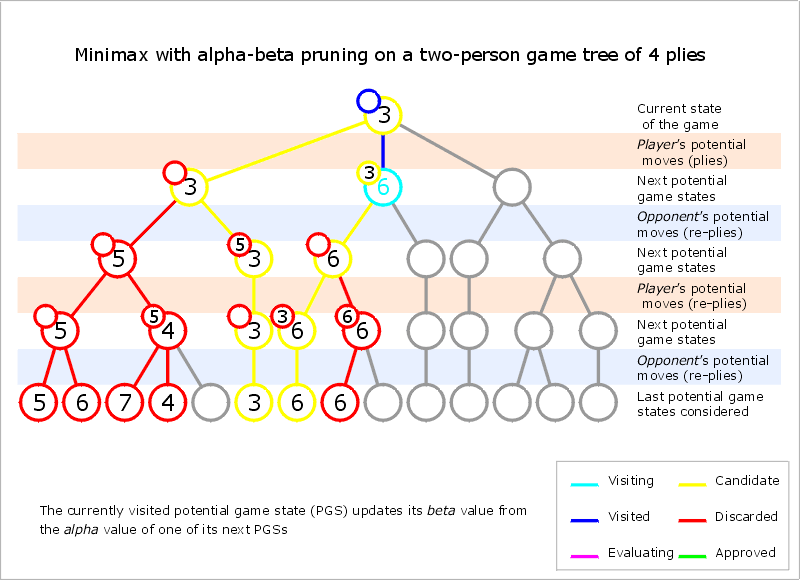 Minimax with alpha-beta pruning on a two-person game tree of 4 plies
3
Current state
of the game
Player's potential
moves (plies)
3
3
6
Next potential
game states
Opponent's potential
moves (re-plies)
5
5
3
6
Next potential
game states
Player's potential
moves (re-plies)
5
5
4
3
3
6
6
6
Next potential
game states
Opponent's potential
moves (re-plies)
5
6
7
4
3
6
6
Last potential game
states considered
The currently visited potential game state (PGS) updates its beta value from
the alpha value of one of its next PGSs
Visiting
Candidate
Visited
Discarded
Evaluating
Approved